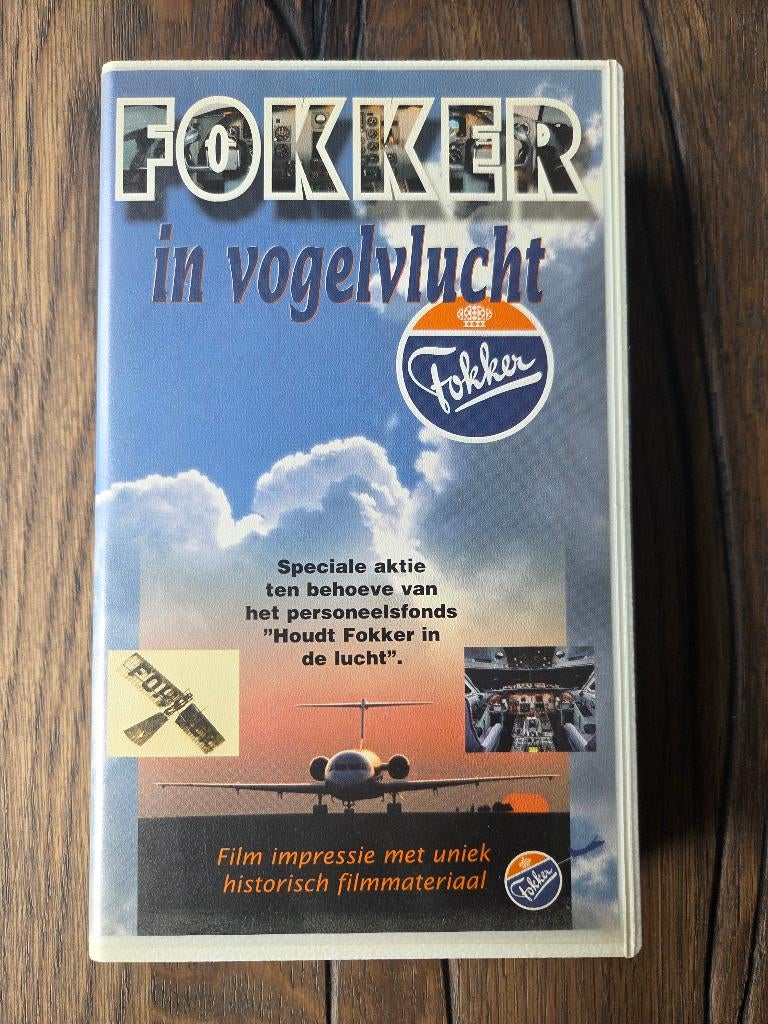 FOKKER
in vogelvlucht
Fokker
Speciale aktie
ten behoeve van
het personeelsfonds
”Houdt Fokker in
de lucht”.
FOKK
Film impressie met uniek
historisch filmmateriaal
Fokker